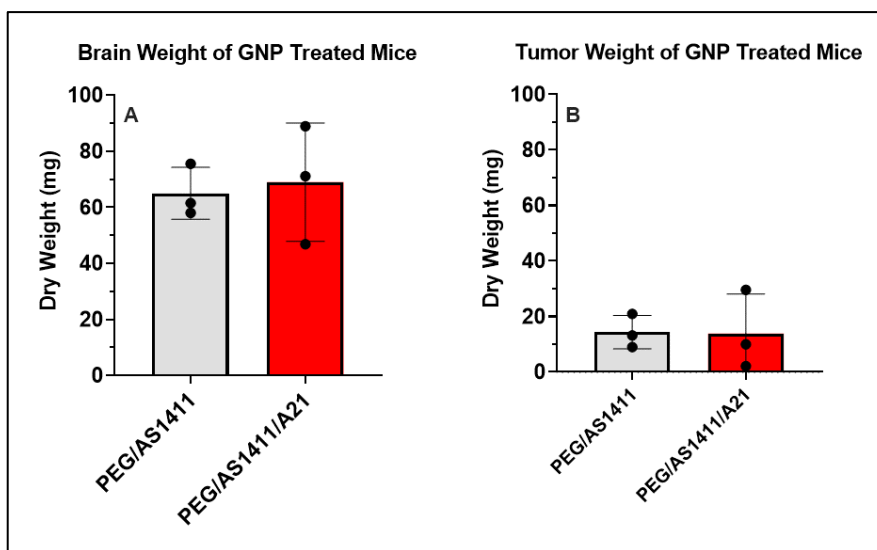 Brain Weight of GNP Treated Mice
A
Dry Weight (mg)
100
80
60
40
20
0
PEG/AS1411
PEG/AS1411/A21
Tumor Weight of GNP Treated Mice
B
Dry Weight (mg)
100
80
60
40
20
0
PEG/AS1411
PEG/AS1411/A21